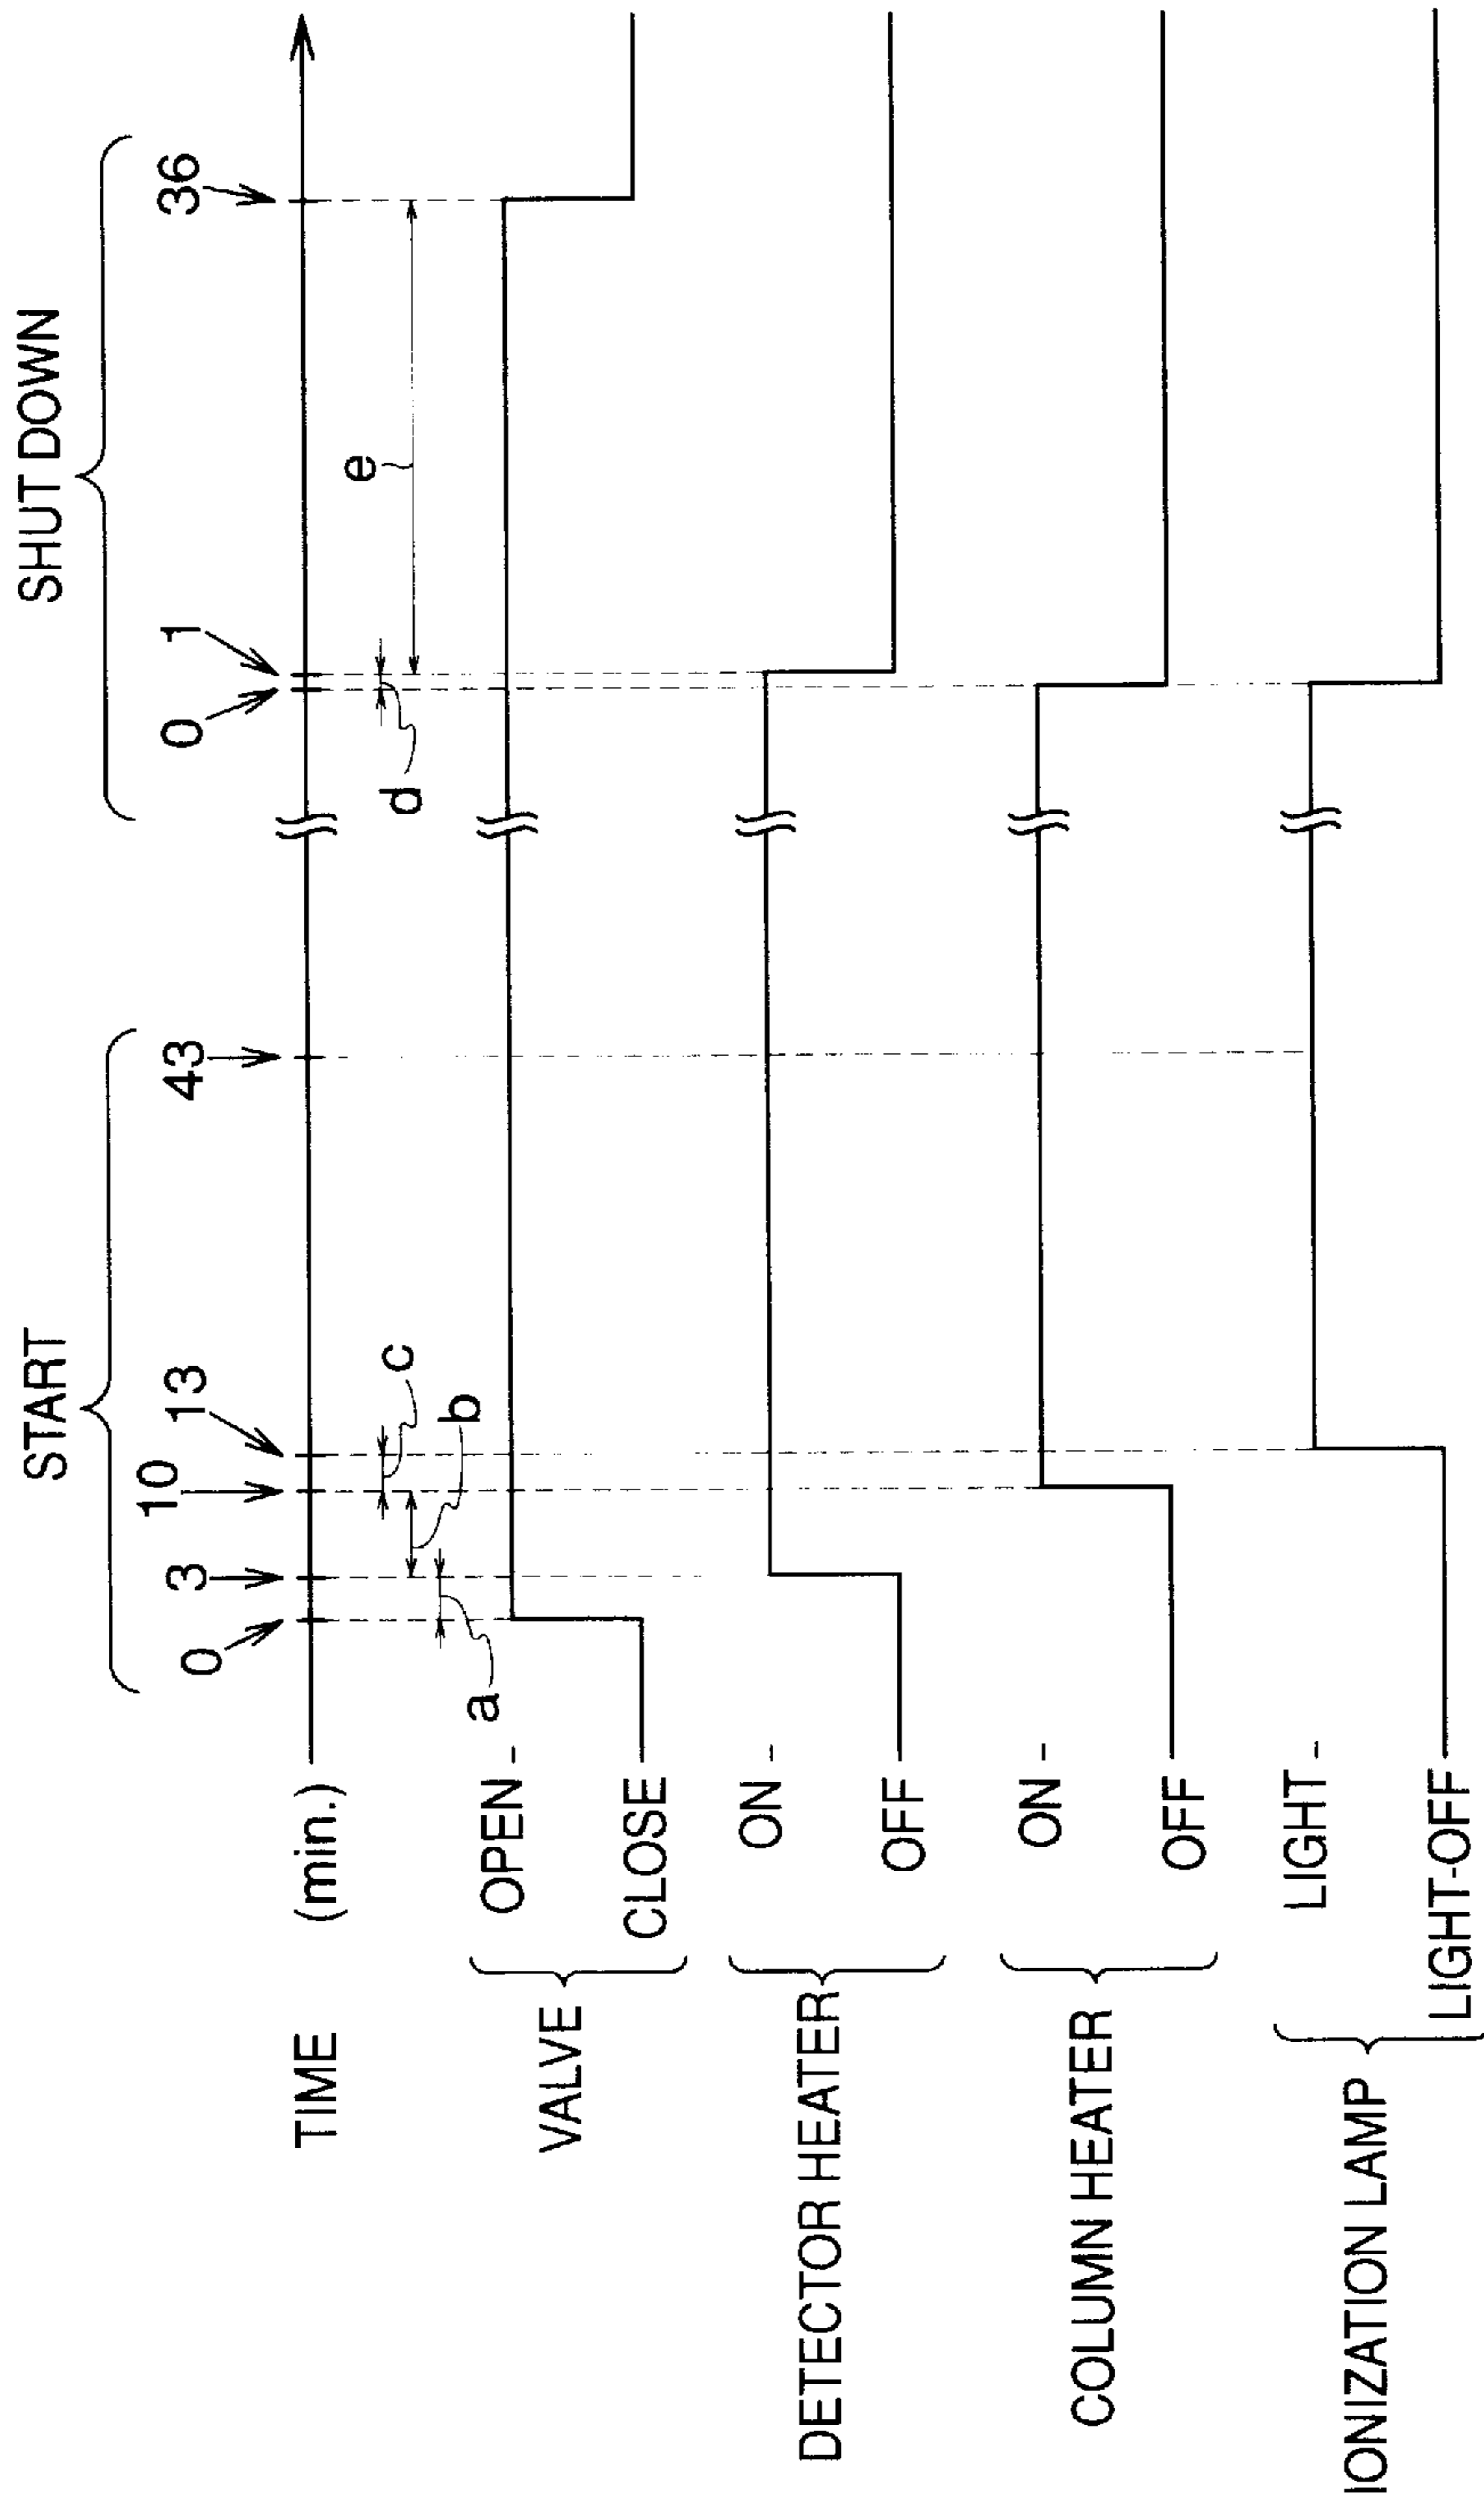 START
SHUT DOWN
0
3
10
13
43
0
1
36
TIME
(min.)
a
b
c
d
e
VALVE
OPEN
CLOSE
DETECTOR HEATER
ON
OFF
COLUMN HEATER
ON
OFF
IONIZATION LAMP
LIGHT
LIGHT-OFF